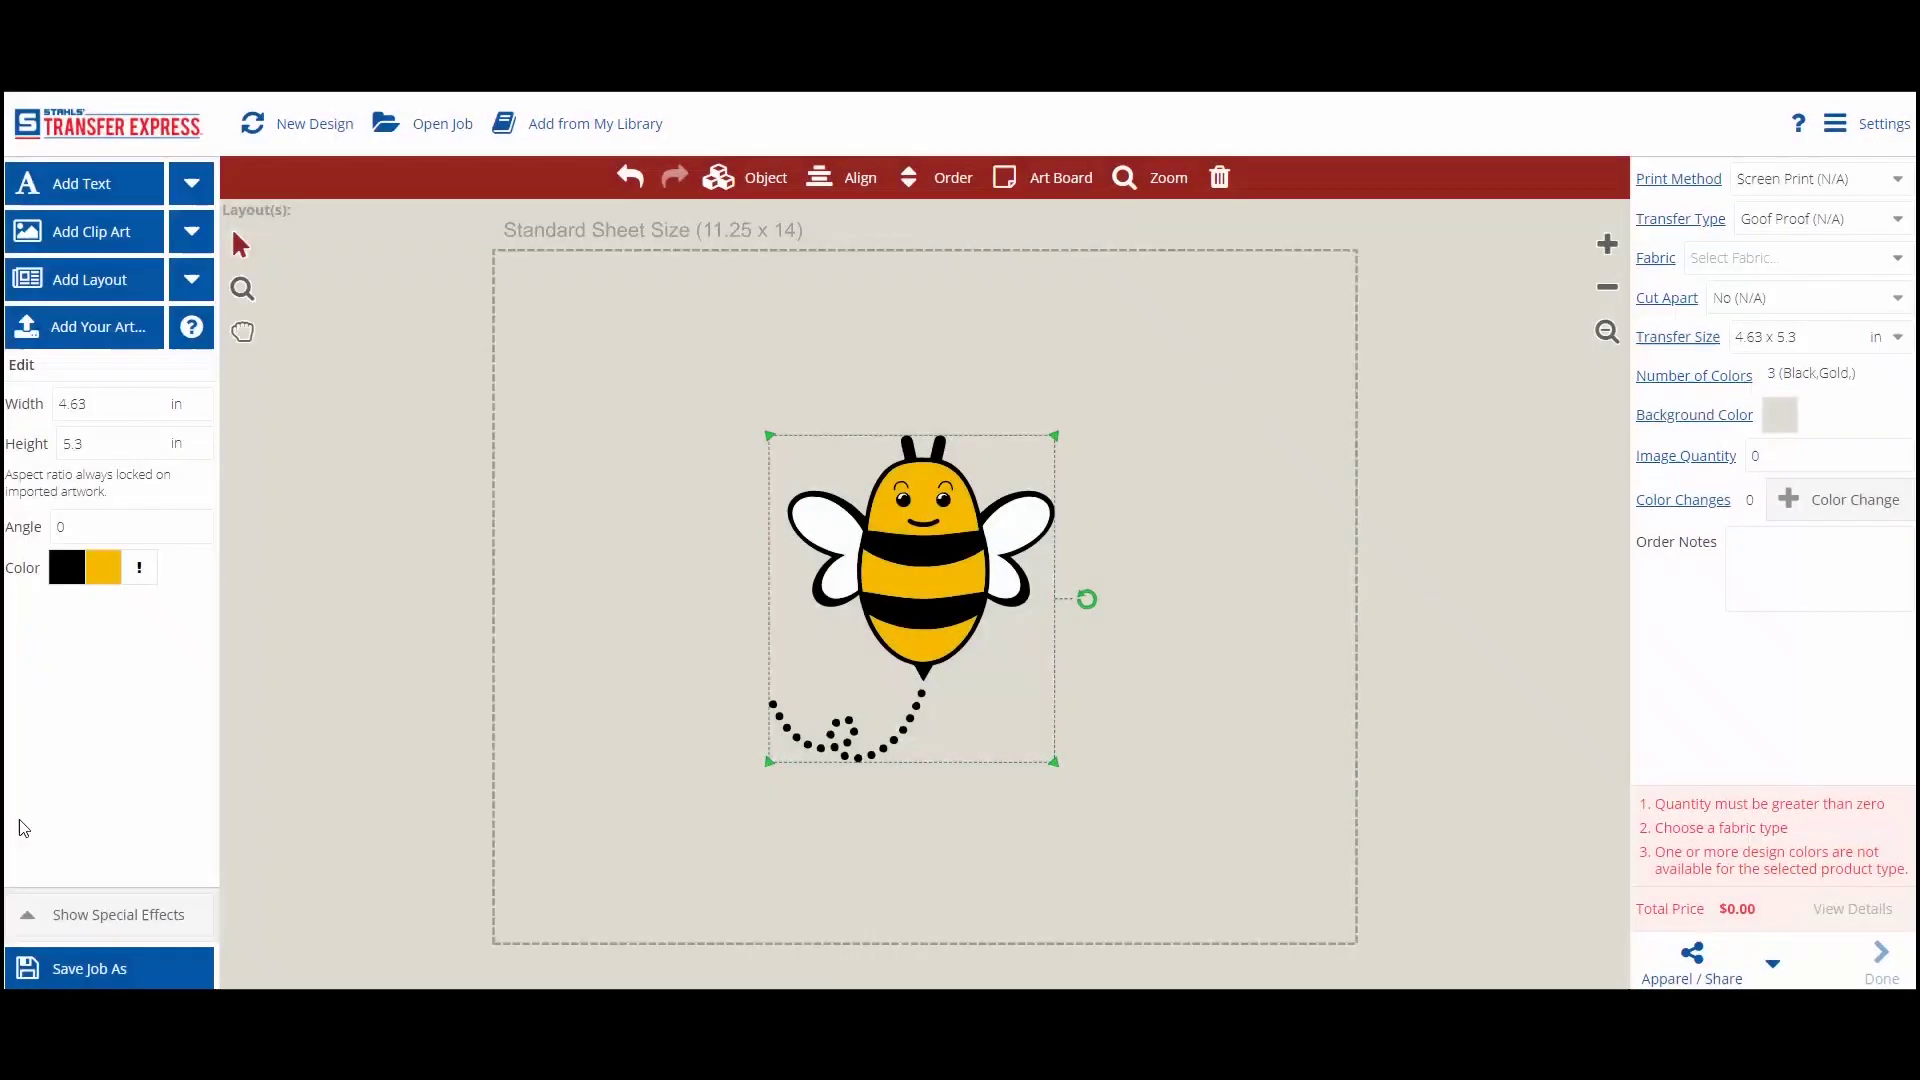 STAHLS'
TRANSFER EXPRESS
New Design
Open Job
Add from My Library
?
Settings
Add Text
Add Clip Art
Add Layout
Add Your Art...
?
Object
Align
Order
Art Board
Zoom
Layout(s):
Standard Sheet Size (11.25 x 14)
Edit
Width 4.63 in
Height 5.3 in
Aspect ratio always locked on
imported artwork.
Angle 0
Color !
Show Special Effects
Save Job As
Print Method Screen Print (N/A)
Transfer Type Goof Proof (N/A)
Fabric Select Fabric...
Cut Apart No (N/A)
Transfer Size 4.63 x 5.3 in
Number of Colors 3 (Black,Gold,)
Background Color
Image Quantity 0
Color Changes 0 Color Change
Order Notes
1. Quantity must be greater than zero
2. Choose a fabric type
3. One or more design colors are not
available for the selected product type.
Total Price $0.00 View Details
Apparel / Share
Done